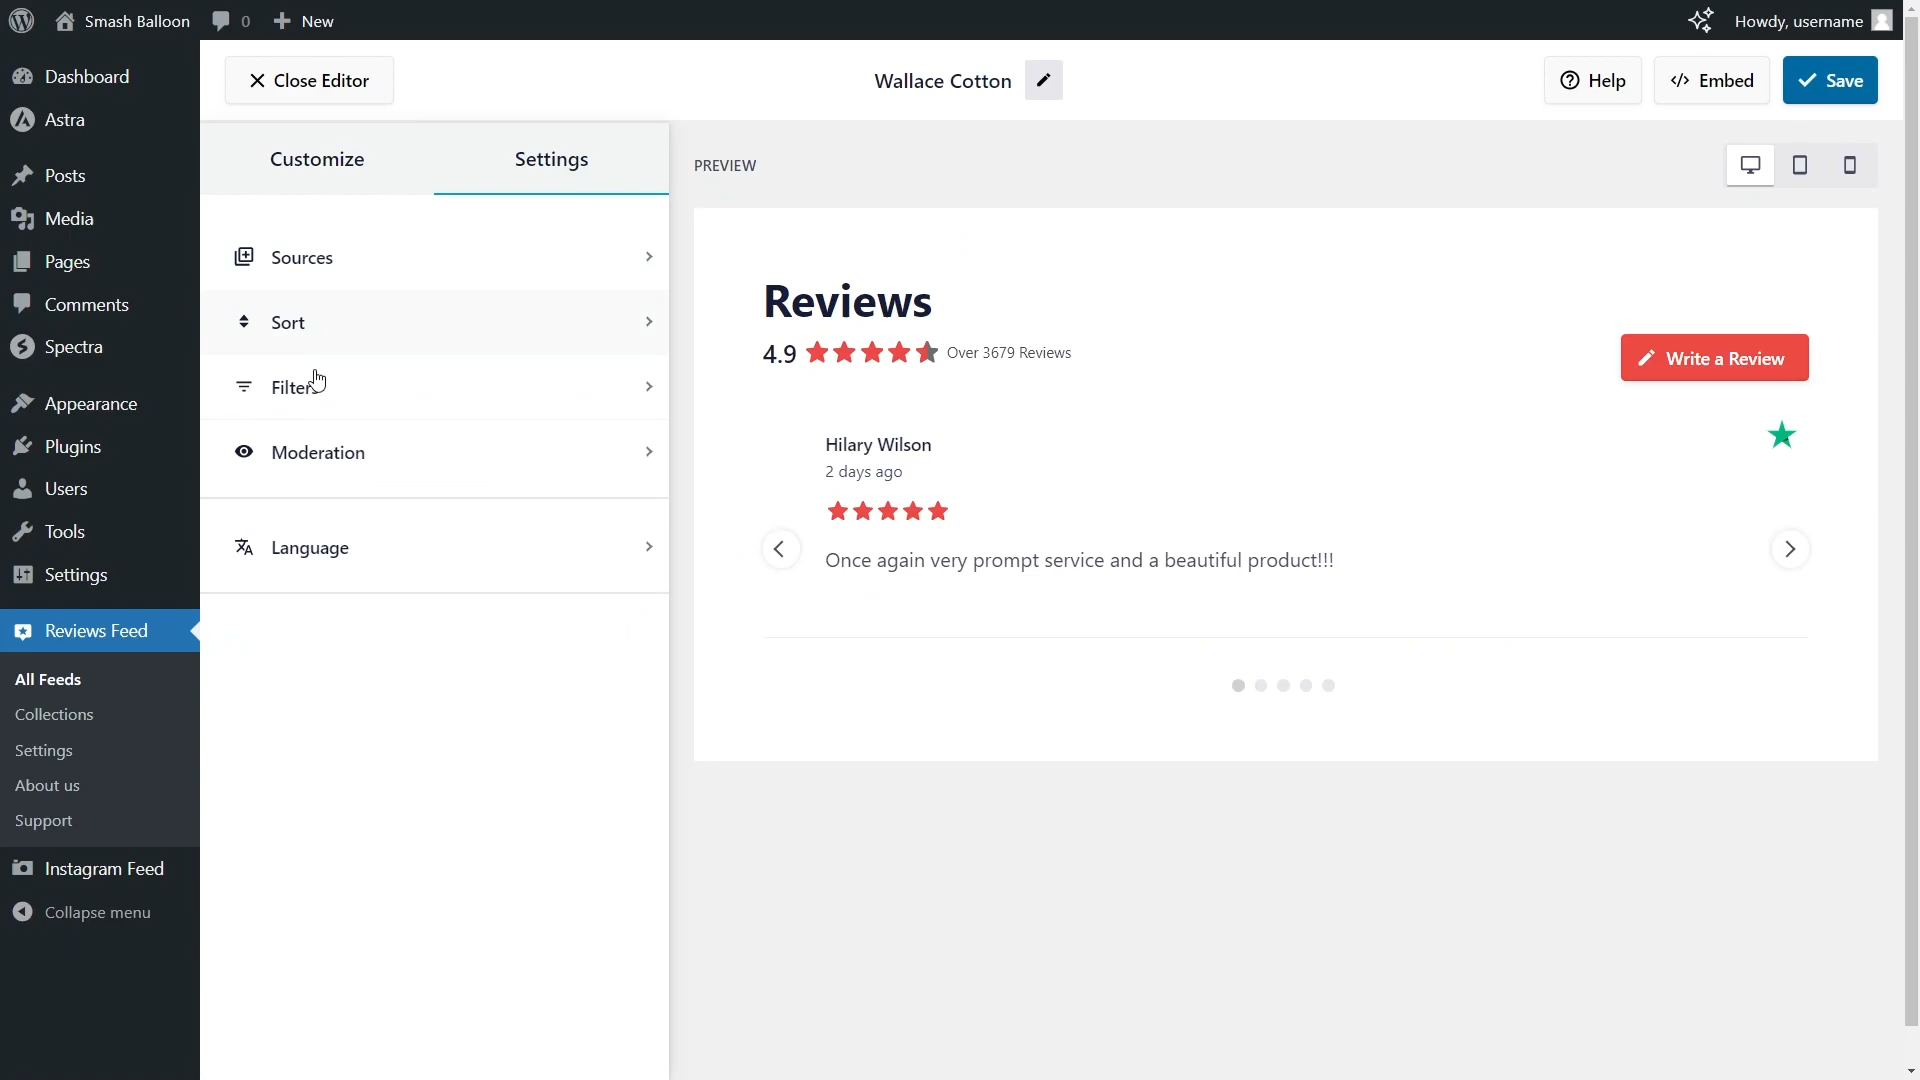 Smash Balloon 0 New Howdy, username
Dashboard
Astra
Posts
Media
Pages
Comments
Spectra
Appearance
Plugins
Users
Tools
Settings
Reviews Feed
All Feeds
Collections
Settings
About us
Support
Instagram Feed
Collapse menu
Close Editor Wallace Cotton Help Embed Save
Customize Settings
Sources
Sort
Filters
Moderation
Language
PREVIEW
Reviews
4.9 Over 3679 Reviews
Write a Review
Hilary Wilson
2 days ago
Once again very prompt service and a beautiful product!!!